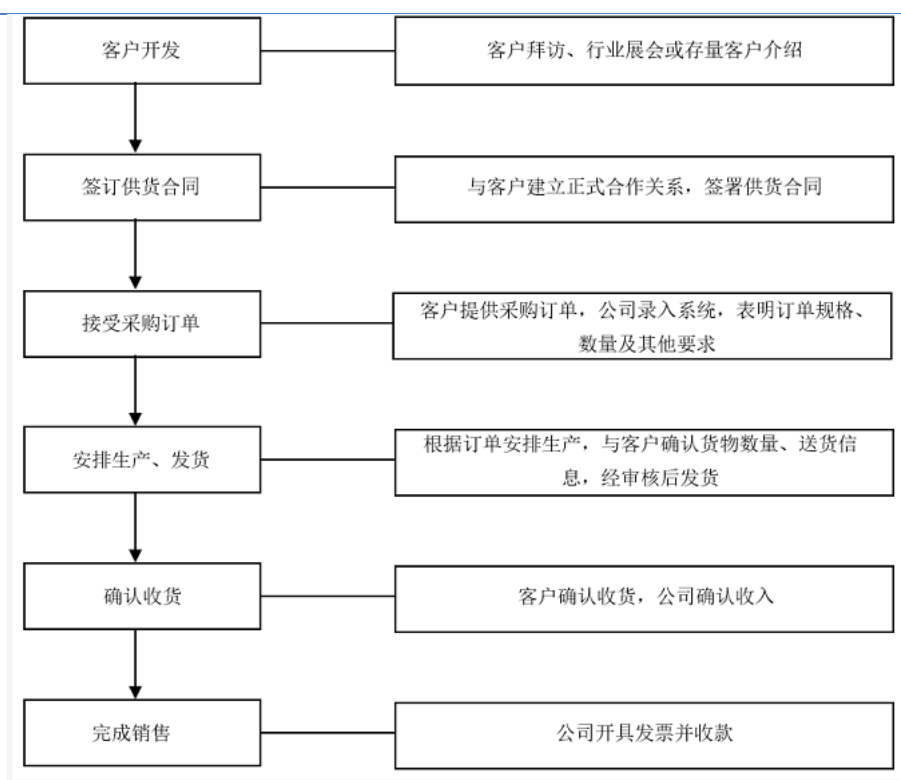 客户开发
客户拜访、行业展会或存量客户介绍
签订供货合同
与客户建立正式合作关系，签署供货合同
接受采购订单
客户提供采购订单，公司录入系统，表明订单规格、
数量及其他要求
安排生产、发货
根据订单安排生产，与客户确认货物数量、送货信
息，经审核后发货
确认收货
客户确认收货，公司确认收入
完成销售
公司开具发票并收款